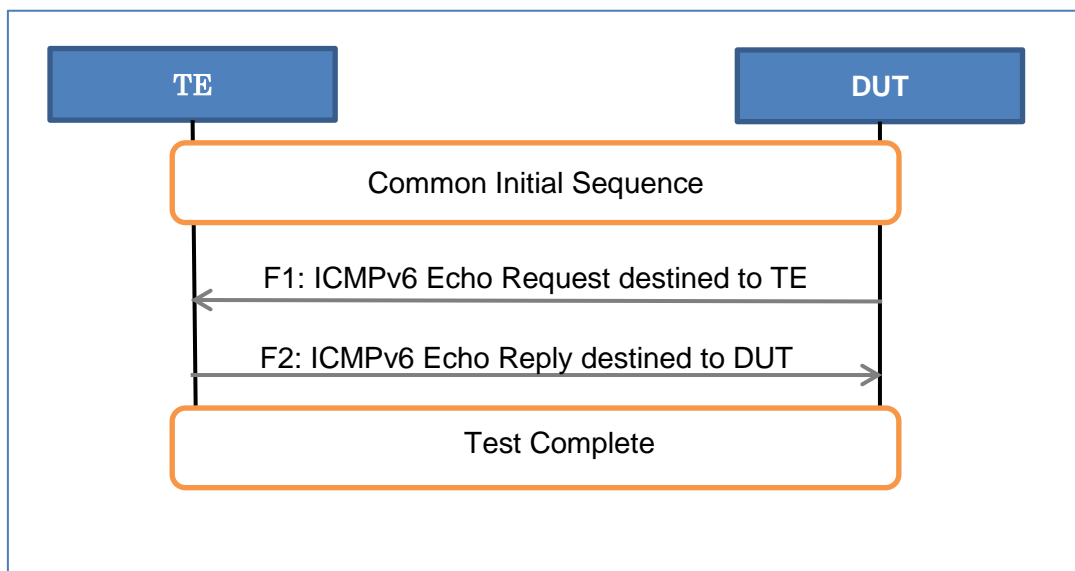 TE
DUT
Common Initial Sequence
F1: ICMPv6 Echo Request destined to TE
F2: ICMPv6 Echo Reply destined to DUT
Test Complete